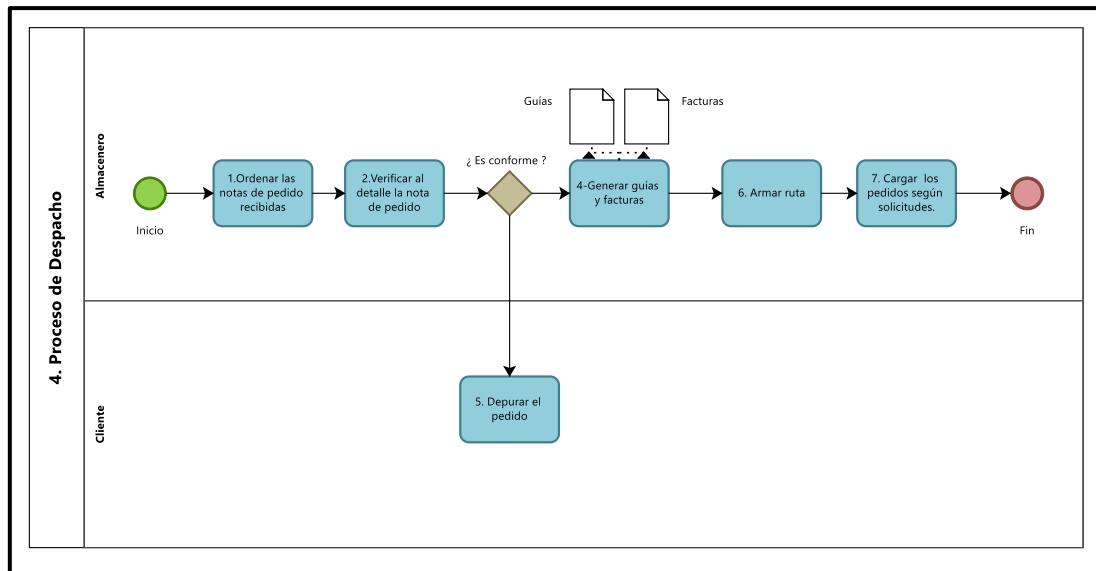 4. Proceso de Despacho
Almacenero
Inicio
1.Ordenar las
notas de pedido
recibidas
2.Verificar al
detalle la nota
de pedido
¿ Es conforme ?
Guías
Facturas
4-Generar guías
y facturas
6. Armar ruta
7. Cargar  los
pedidos según
solicitudes.
Fin
Cliente
5. Depurar el
pedido